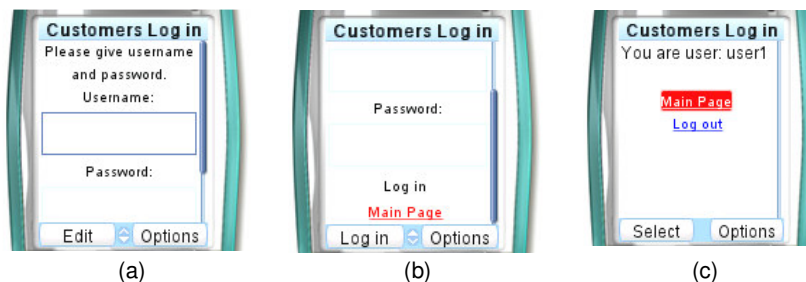 Customers Log in
Please give username
and password.
Username:
Password:
Edit Options
(a)
Customers Log in
Password:
Log in
Main Page
Log in Options
(b)
Customers Log in
You are user: user1
Main Page
Log out
Select Options
(c)